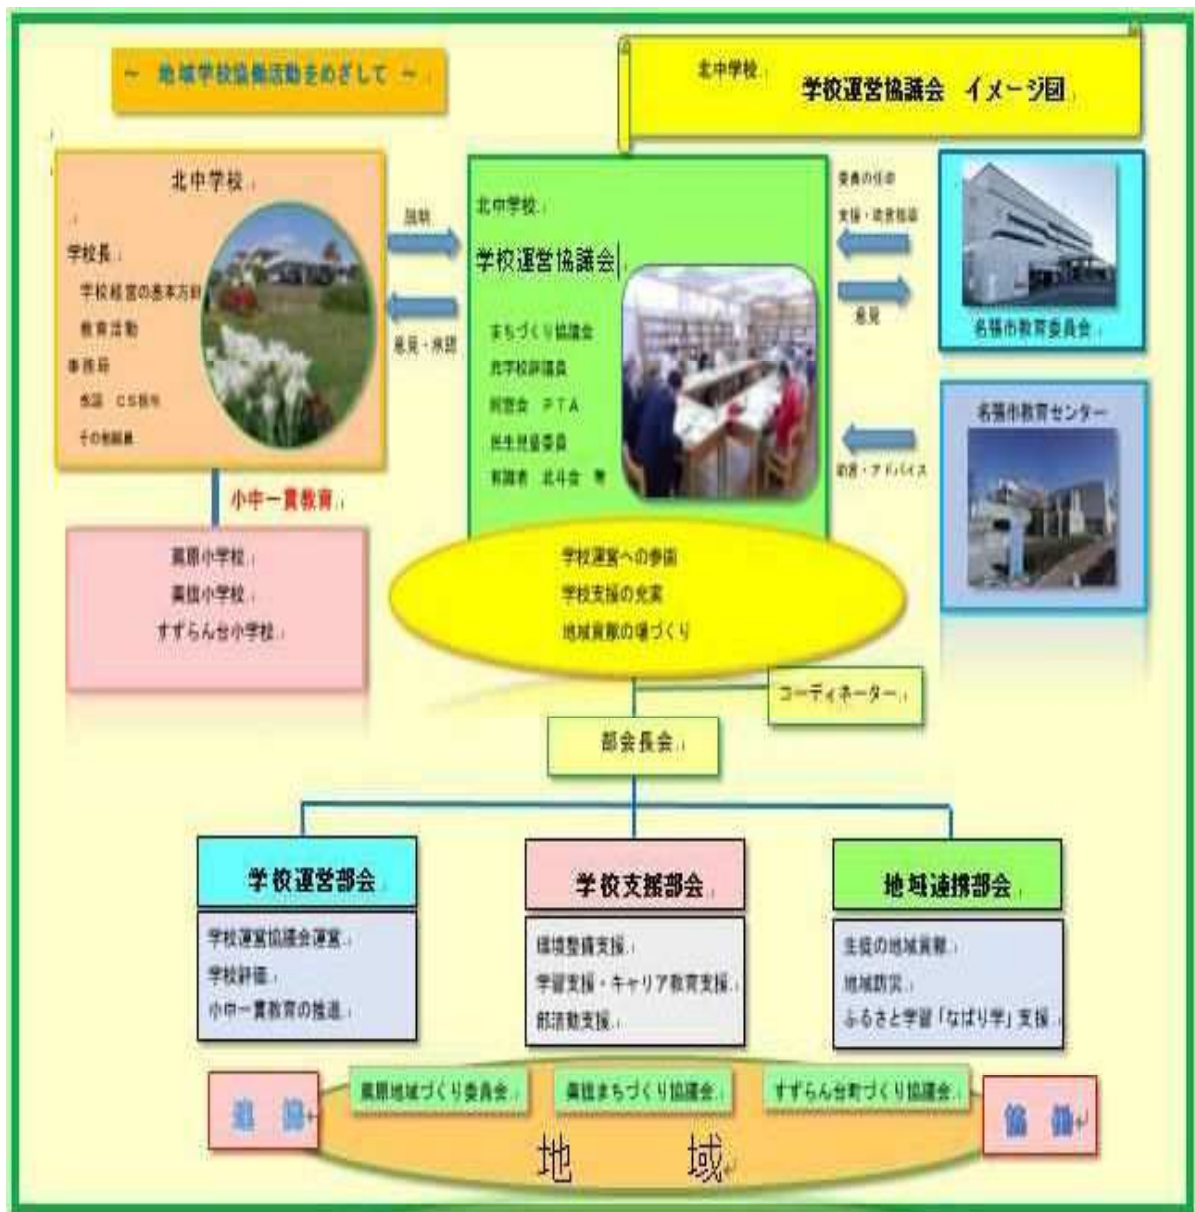 ～ 地域学校協働活動をめざして ～
北中学校
学校運営協議会 イメージ図
北中学校
学校長
学校経営の基本方針
教育活動
事務局
教頭 CS担当
その他職員
説明
意見・承認
北中学校
学校運営協議会
まちづくり協議会
元学校評議員
同窓会 PTA
民生児童委員
有識者 北斗会 等
委員の任命
支援・助言指導
意見
名張市教育委員会
名張市教育センター
助言・アドバイス
小中一貫教育
薦原小学校
美旗小学校
すずらん台小学校
学校運営への参画
学校支援の充実
地域貢献の場づくり
コーディネーター
部会長会
学校運営部会
学校運営協議会運営
学校評価
小中一貫教育の推進
学校支援部会
環境整備支援
学習支援・キャリア教育支援
部活動支援
地域連携部会
生徒の地域貢献
地域防災
ふるさと学習「なばり学」支援
薦原地域づくり委員会
美旗まちづくり協議会
すずらん台町づくり協議会
協 働
地 域